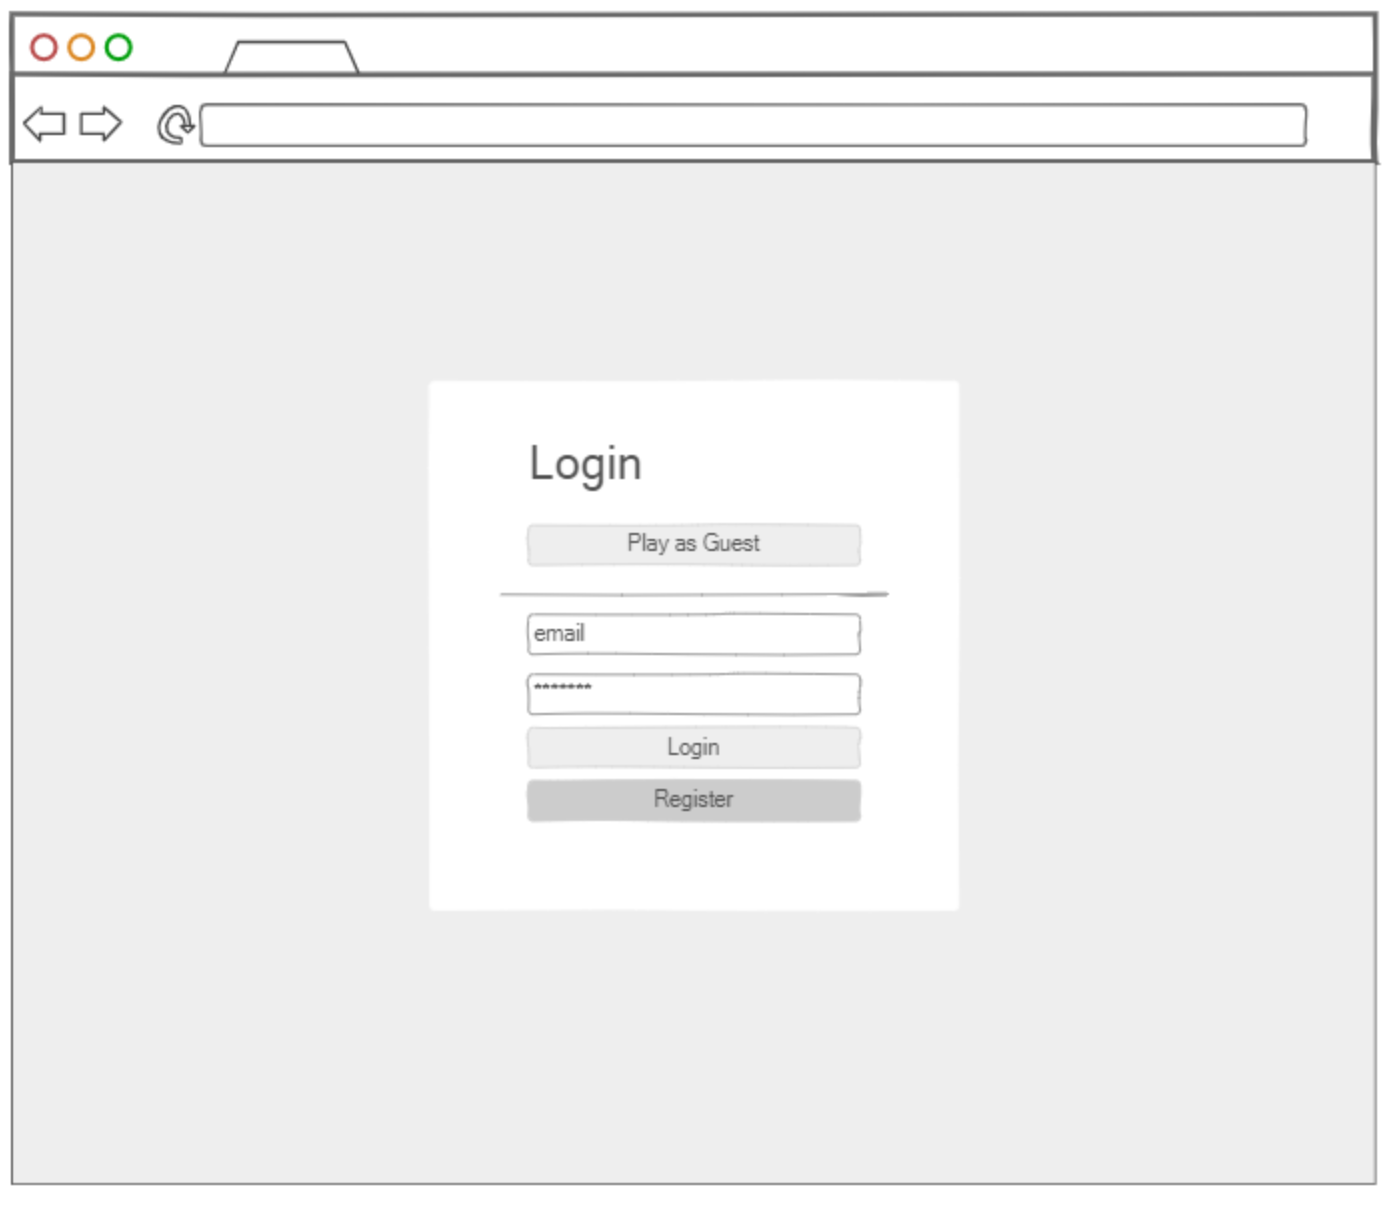 Login
Play as Guest
email
*******
Login
Register